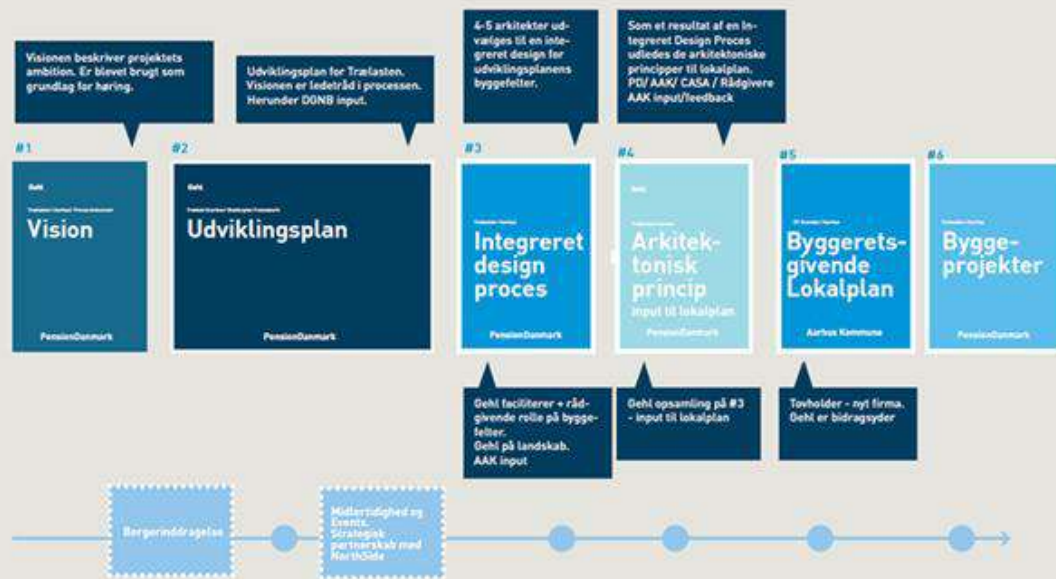 Visionen beskriver projektets
ambition. Er blevet brugt som
grundlag for høring.
Udviklingsplan for Trælasten.
Visionen er ledetråd i processen.
Herunder DGNB input.
4-5 arkitekter ud-
vælges til en inte-
greret design for
udviklingsplanens
byggefelter.
Som et resultat af en In-
tegreret Design Proces
udledes de arkitektoniske
principper til lokalplan.
PD/ AAK/ CASA / Rådgivere
AAK input/feedback
#1
Gehl
Vision
PensionDanmark
#2
Gehl
Udviklingsplan
PensionDanmark
#3
Integreret
design
proces
PensionDanmark
#4
Arkitek-
tonisk
princip
input til lokalplan
PensionDanmark
#5
Byggerets-
givende
Lokalplan
Aarhus Kommune
#6
Bygge-
projekter
PensionDanmark
Gehl faciliterer + råd-
givende rolle på bygge-
felter.
Gehl på landskab.
AAK input
Gehl opsamling på #3
- input til lokalplan
Tovholder - nyt firma.
Gehl er bidragsyder
Borgerinddragelse
Midlertidighed og
Events.
Strategisk
partnerskab med
NorthSide